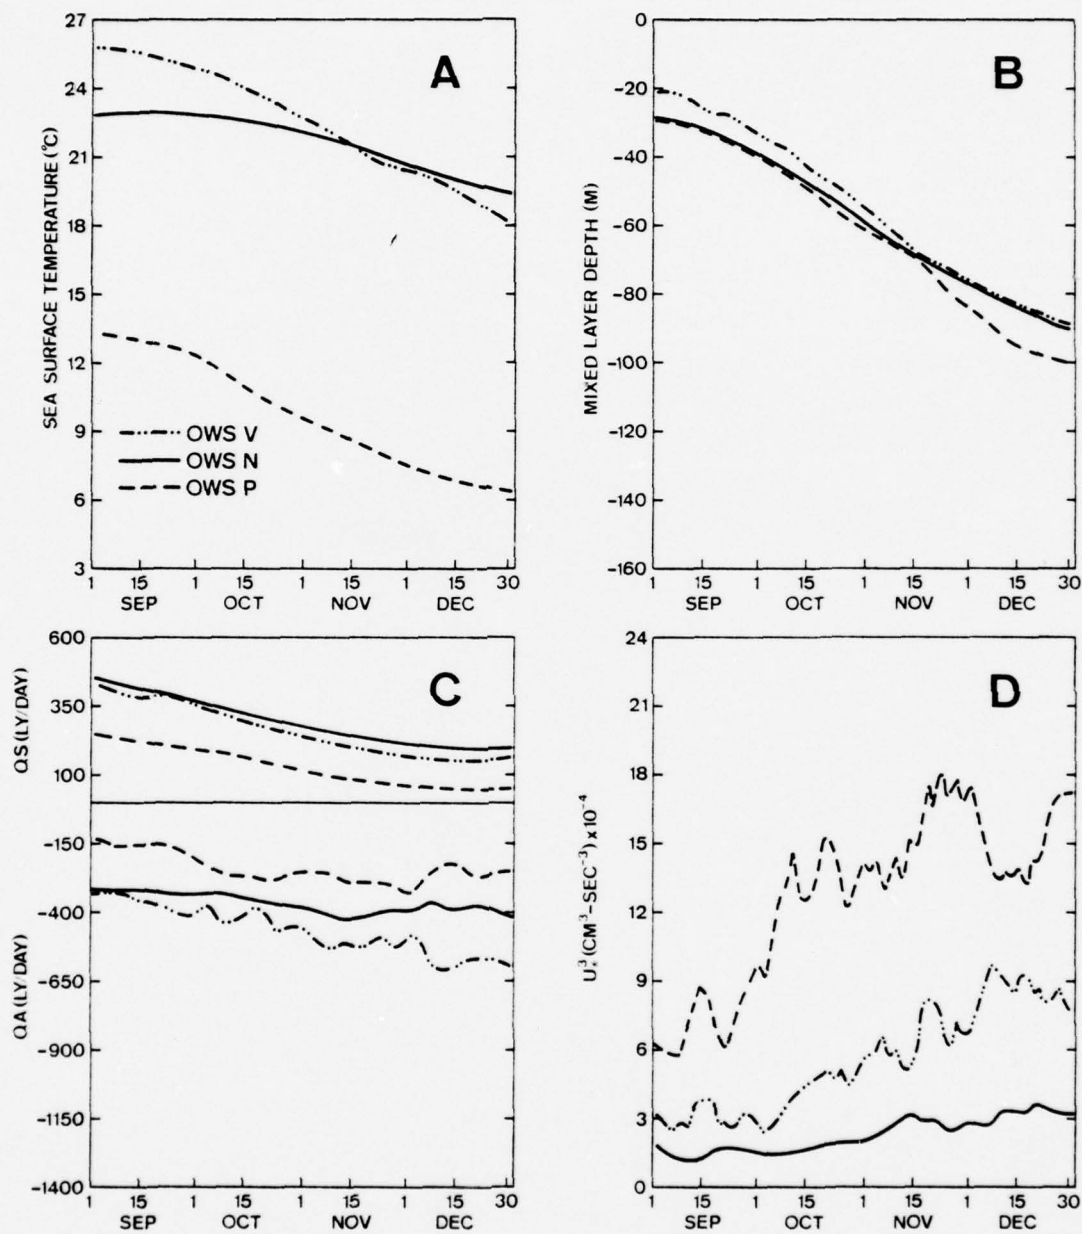 A
SEA SURFACE TEMPERATURE (°C)
27
24
21
18
15
12
9
6
3
OWS V
OWS N
OWS P
1 15 1 15 1 15 1 15 30
SEP OCT NOV DEC
B
MIXED LAYER DEPTH (M)
0
-20
-40
-60
-80
-100
-120
-140
-160
1 15 1 15 1 15 1 15 30
SEP OCT NOV DEC
C
QS (LY/DAY)
QA (LY/DAY)
600
350
100
-150
-400
-650
-900
-1150
-1400
1 15 1 15 1 15 1 15 30
SEP OCT NOV DEC
D
U*³ (CM³-SEC⁻³) x10⁻⁴
24
21
18
15
12
9
6
3
0
1 15 1 15 1 15 1 15 30
SEP OCT NOV DEC